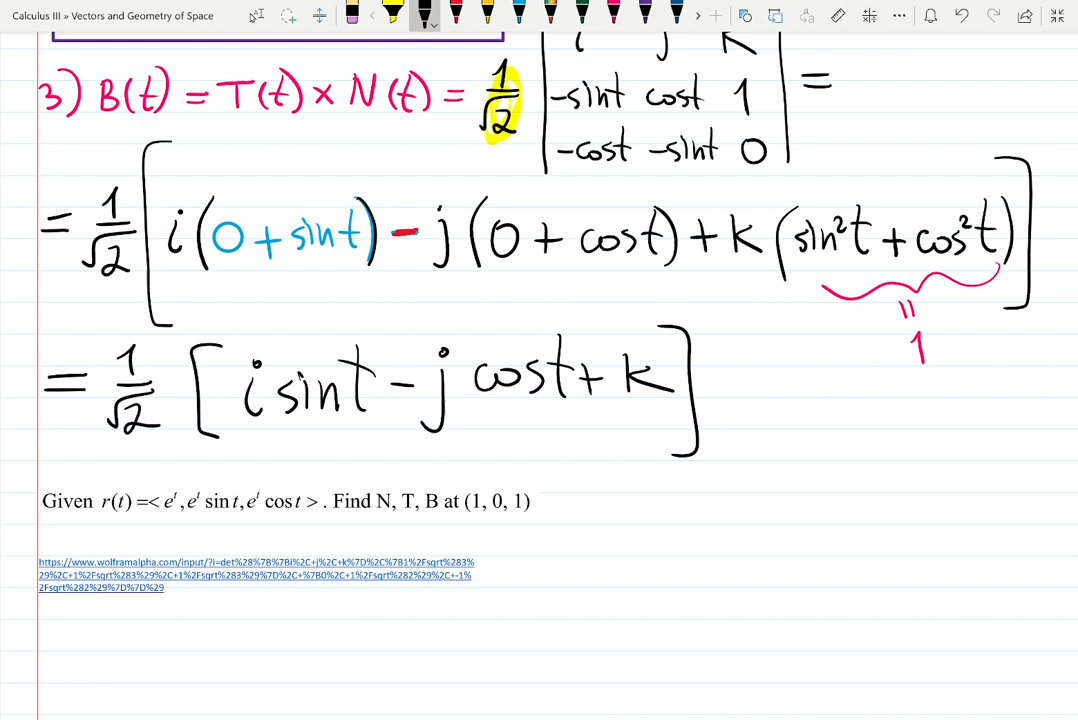 Calculus III » Vectors and Geometry of Space
i j k
3) B(t) = T(t) × N(t) = 1/√2 | -sint cost 1 | =
-cost -sint 0
= 1/√2 [ i (0 + sint) - j (0 + cost) + k (sin²t + cos²t) ]
=
1
= 1/√2 [ i sint - j cost + k ]
Given r(t) =< e^t, e^t sin t, e^t cos t > . Find N, T, B at (1, 0, 1)
https://www.wolframalpha.com/input/?i=det%28%7B%7Bi%2C+j%2C+k%7D%2C%7B1%2Fsqrt%283%
29%2C+1%2Fsqrt%283%29%2C+1%2Fsqrt%283%29%7D%2C+%7B0%2C+1%2Fsqrt%282%29%2C+-1%
2Fsqrt%282%29%7D%7D%29